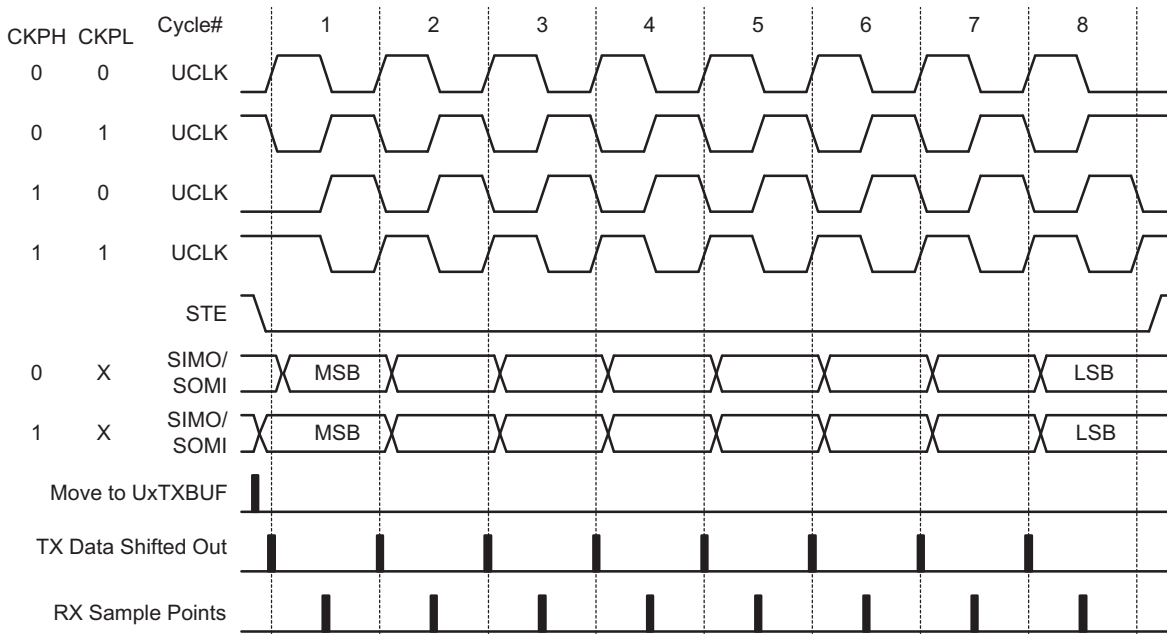 Cycle# 1 2 3 4 5 6 7 8
CKPH CKPL
0 0 UCLK
0 1 UCLK
1 0 UCLK
1 1 UCLK
STE
0 X SIMO/
SOMI
MSB LSB
1 X SIMO/
SOMI
MSB LSB
Move to UxTXBUF
TX Data Shifted Out
RX Sample Points